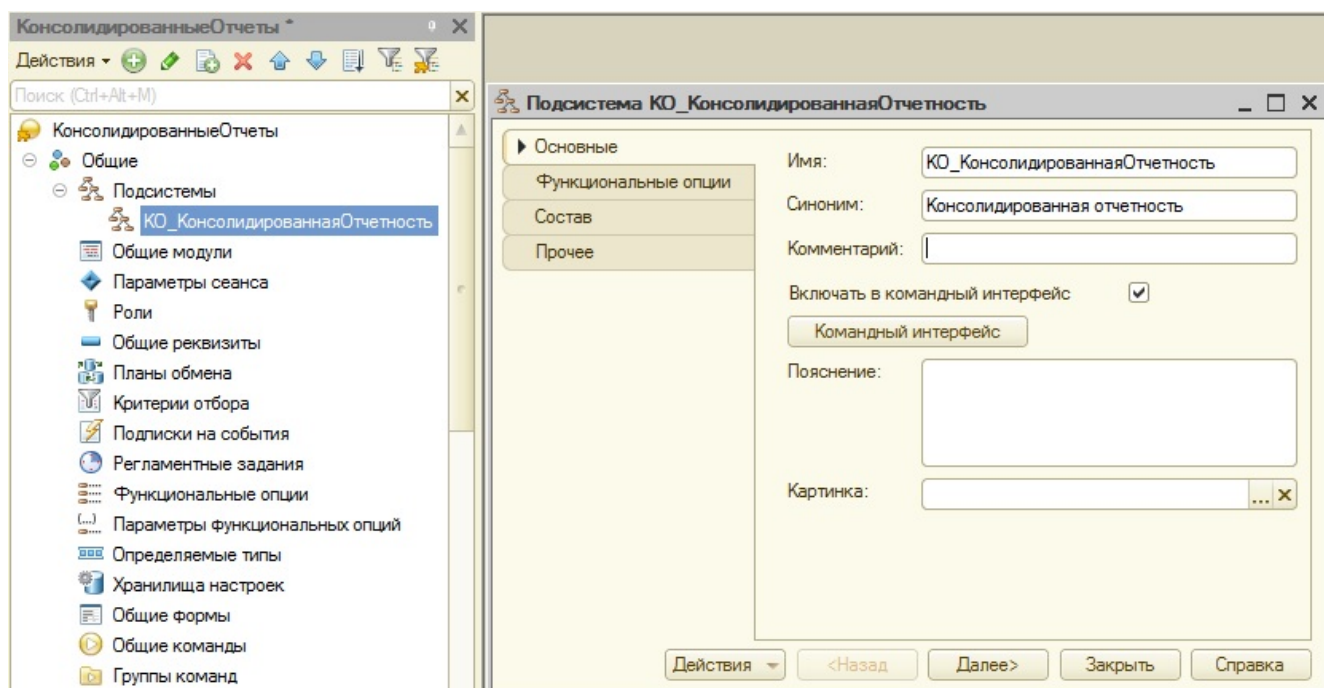 КонсолидированныеОтчеты *
Действия
Поиск (Ctrl+Alt+M)
КонсолидированныеОтчеты
Общие
Подсистемы
КО_КонсолидированнаяОтчетность
Общие модули
Параметры сеанса
Роли
Общие реквизиты
Планы обмена
Критерии отбора
Подписки на события
Регламентные задания
Функциональные опции
Параметры функциональных опций
Определяемые типы
Хранилища настроек
Общие формы
Общие команды
Группы команд
Подсистема КО_КонсолидированнаяОтчетность
Основные
Функциональные опции
Состав
Прочее
Имя: КО_КонсолидированнаяОтчетность
Синоним: Консолидированная отчетность
Комментарий:
Включать в командный интерфейс
Командный интерфейс
Пояснение:
Картинка: ...
Действия <Назад Далее> Закрыть Справка